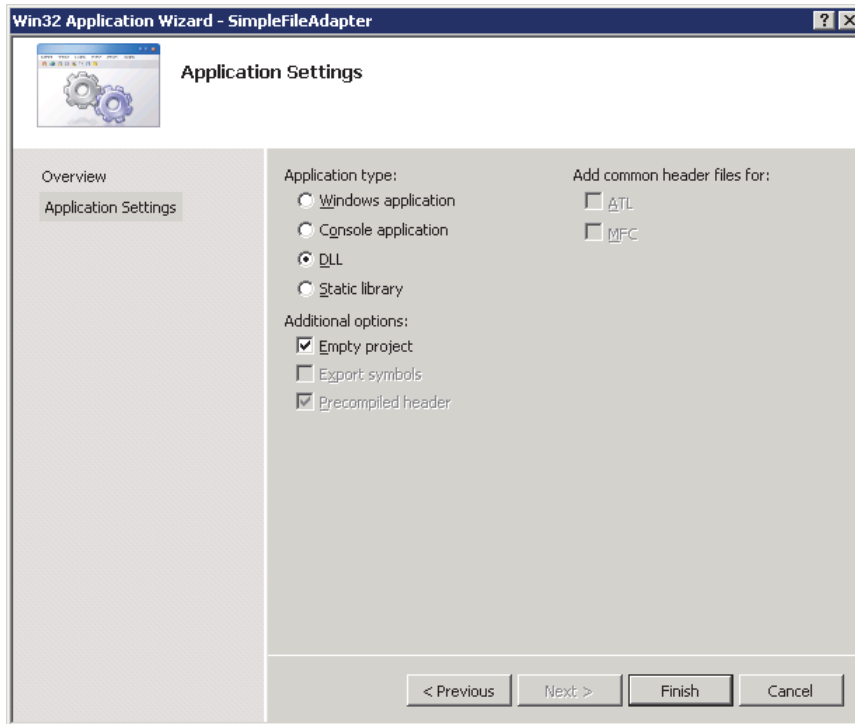 Win32 Application Wizard - SimpleFileAdapter
Application Settings
Overview
Application Settings
Application type:
Windows application
Console application
DLL
Static library
Additional options:
Empty project
Export symbols
Precompiled header
Add common header files for:
ATL
MFC
< Previous
Next >
Finish
Cancel